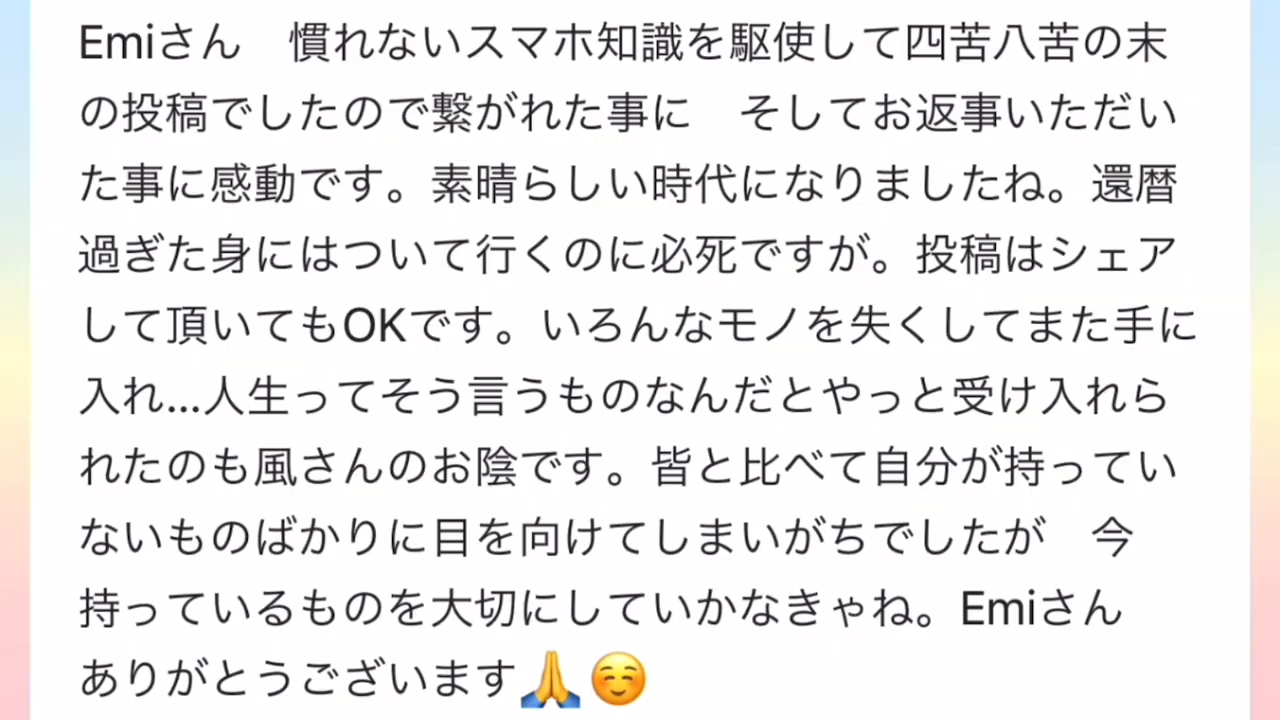 Emiさん　慣れないスマホ知識を駆使して四苦八苦の末
の投稿でしたので繋がれた事に　そしてお返事いただい
た事に感動です。素晴らしい時代になりましたね。還暦
過ぎた身にはついて行くのに必死ですが。投稿はシェア
して頂いてもOKです。いろんなモノを失くしてまた手に
入れ...人生ってそう言うものなんだとやっと受け入れら
れたのも風さんのお陰です。皆と比べて自分が持ってい
ないものばかりに目を向けてしまいがちでしたが　今
持っているものを大切にしていかなきゃね。Emiさん
ありがとうございます🙏☺️